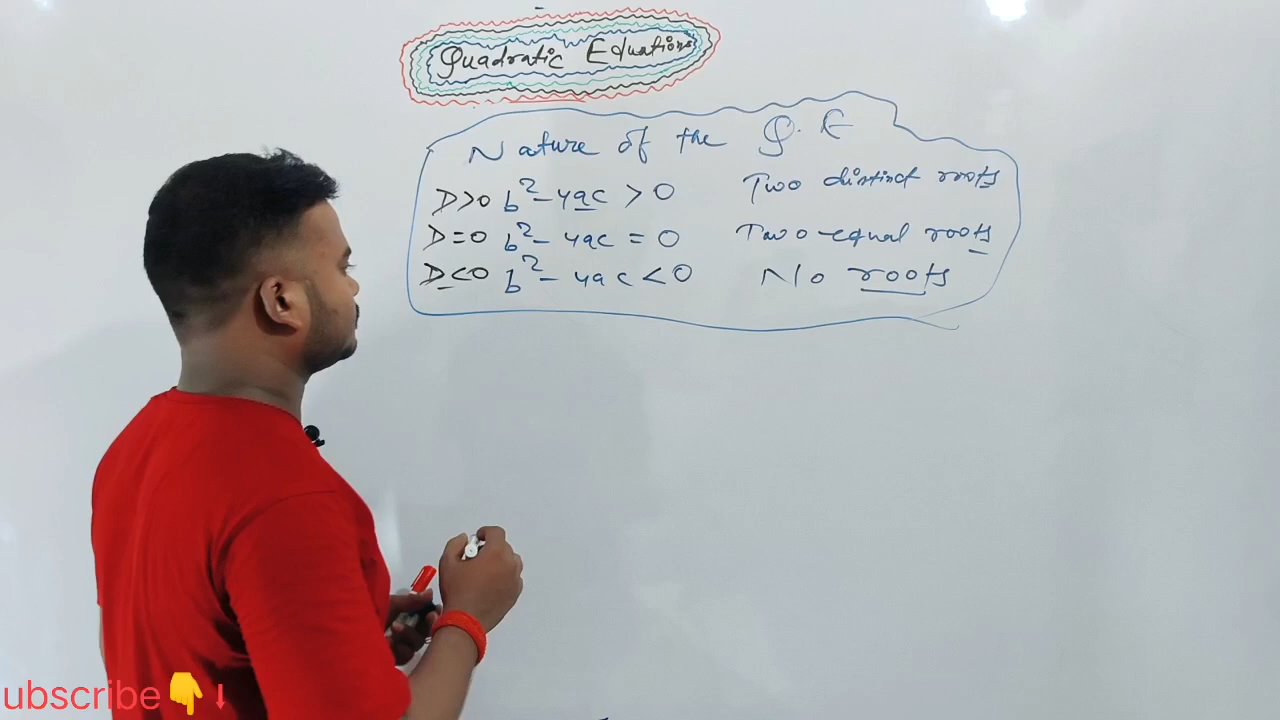 Quadratic Equations
Nature of the Q. E
D>0 b²-4ac > 0 Two distinct roots
D=0 b²-4ac = 0 Two equal roots
D<0 b²-4ac < 0 No roots
ubscribe👇↓